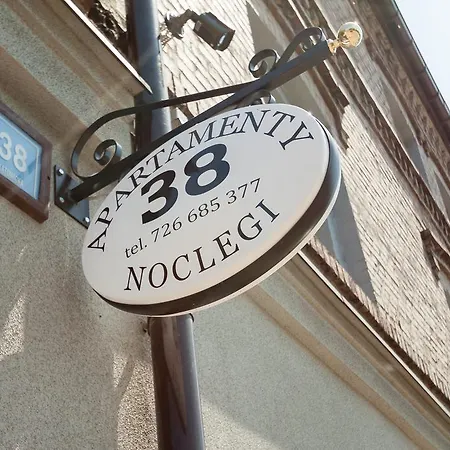 38
APARTAMENTY
38
tel. 726 685 377
NOCLEGI